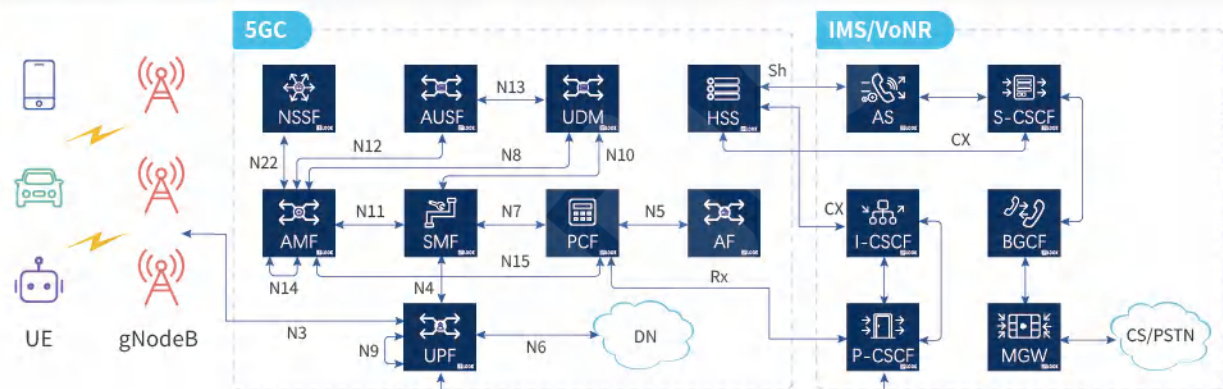 5GC
IMS/VoNR
NSSF
AUSF
N13
UDM
HSS
Sh
AS
S-CSCF
N22
N12
N8
N10
CX
AMF
N11
SMF
N7
PCF
N5
AF
CX
I-CSCF
BGCF
N14
N15
N4
Rx
UE
gNodeB
N3
N9
UPF
N6
DN
P-CSCF
MGW
CS/PSTN